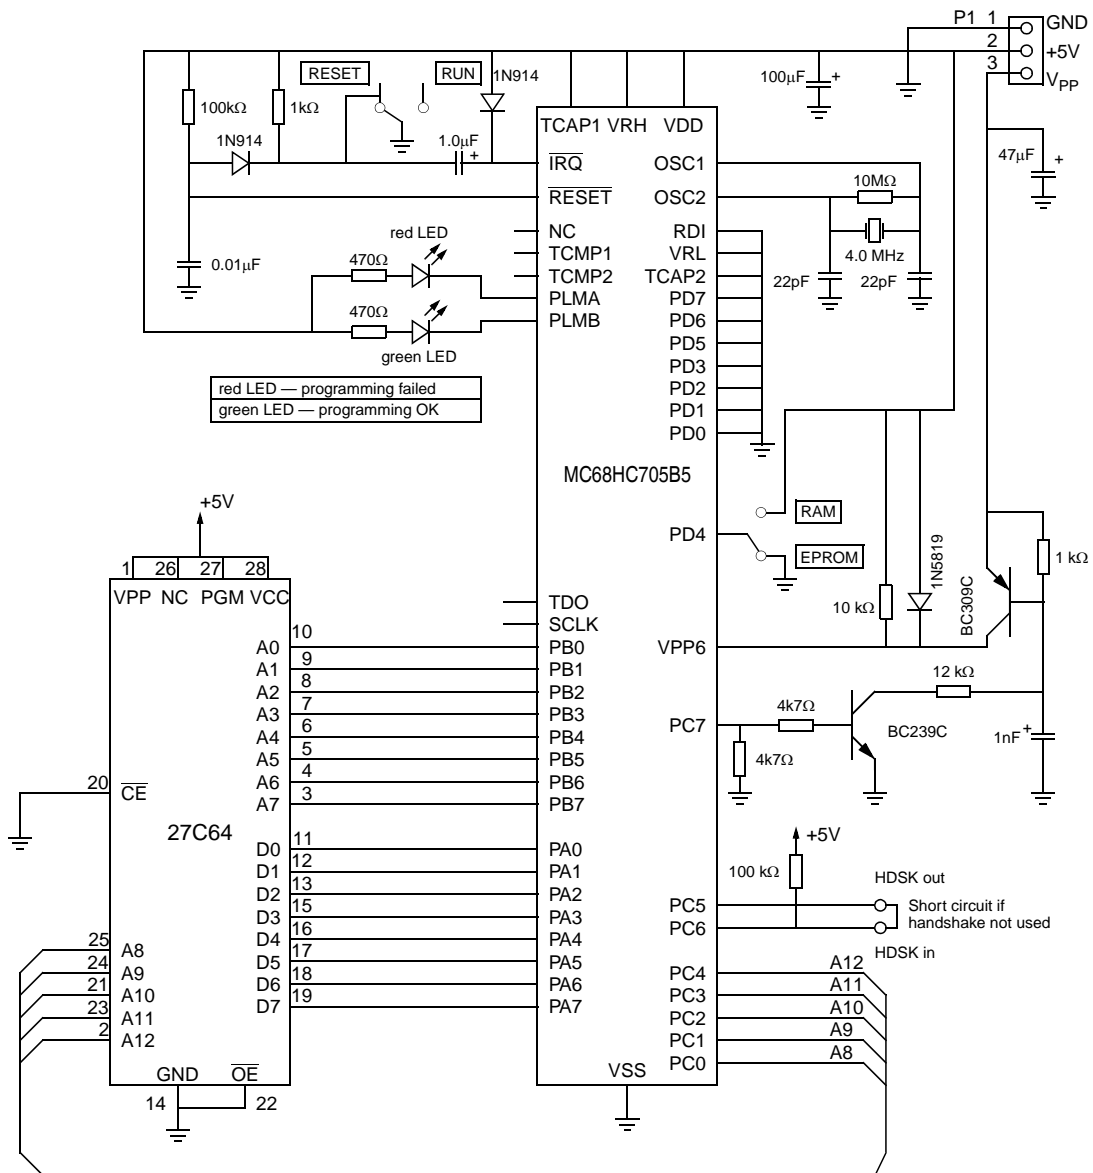 P1 1 GND
2 +5V
3 VPP
RESET RUN 1N914 100µF +
100kΩ 1kΩ
TCAP1 VRH VDD
1N914 1.0µF + 47µF +
IRQ OSC1
10MΩ
RESET OSC2
red LED NC RDI
TCMP1 VRL 4.0 MHz
470Ω 0.01µF TCMP2 TCAP2 22pF 22pF
PLMA PD7
470Ω PLMB PD6
green LED PD5
PD3
red LED — programming failed PD2
green LED — programming OK PD1
PD0
MC68HC705B5
+5V RAM
PD4
EPROM 1N5819 1 kΩ
1 26 27 28
VPP NC PGM VCC TDO 10 kΩ BC309C
SCLK
A0 10 PB0 VPP6
A1 9 PB1
A2 8 PB2 12 kΩ
A3 7 PB3 4k7Ω
A4 6 PB4 PC7 BC239C 1nF +
A5 5 PB5 4k7Ω
A6 4 PB6
20 CE A7 3 PB7
27C64 +5V
D0 11 PA0
D1 12 PA1 100 kΩ HDSK out
D2 13 PA2
D3 15 PA3 PC5 Short circuit if
D4 16 PA4 PC6 handshake not used
25 A8 D5 17 PA5 HDSK in
24 A9 D6 18 PA6 PC4 A12
21 A10 D7 19 PA7 PC3 A11
23 A11 PC2 A10
2 A12 PC1 A9
PC0 A8
GND OE VSS
14 22